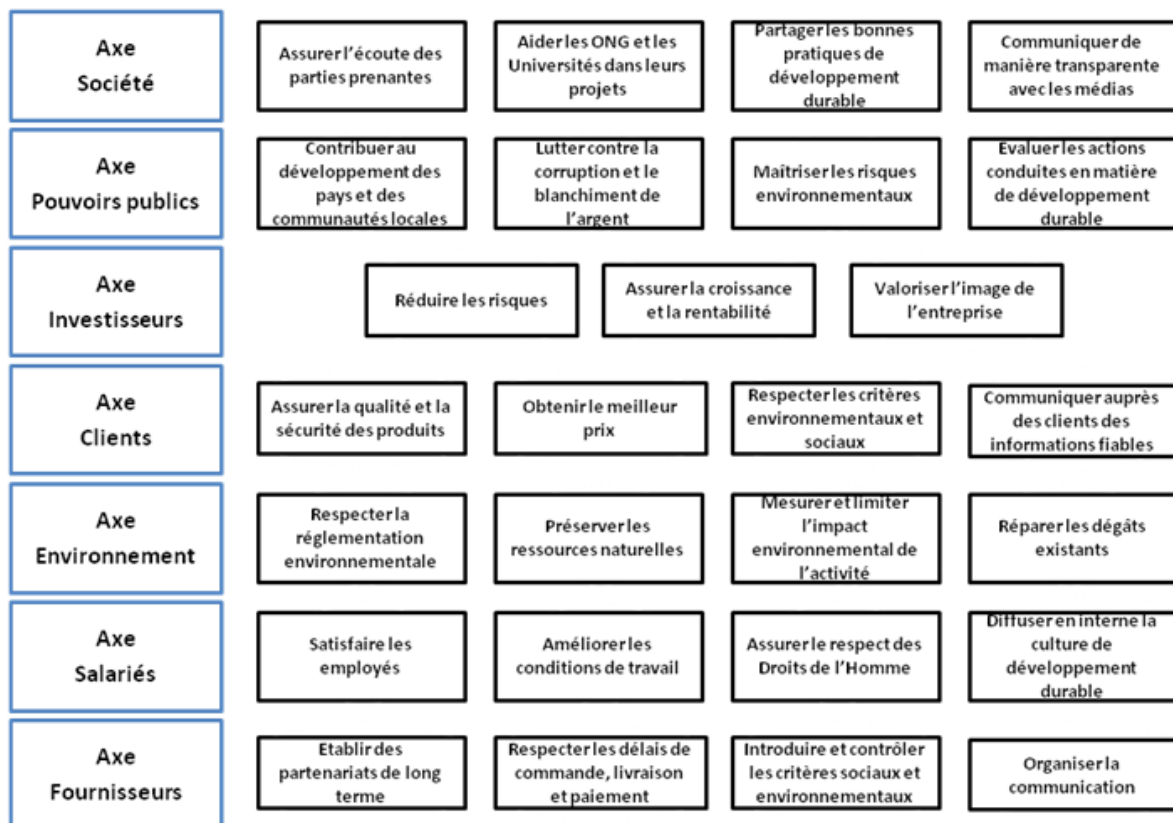 Axe
Société
Assurer l'écoute des
parties prenantes
Aider les ONG et les
Universités dans leurs
projets
Partager les bonnes
pratiques de
développement
durable
Communiquer de
manière transparente
avec les médias
Axe
Pouvoirs publics
Contribuer au
développement des
pays et des
communautés locales
Lutter contre la
corruption et le
blanchiment de
l'argent
Maîtriser les risques
environnementaux
Evaluer les actions
conduites en matière
de développement
durable
Axe
Investisseurs
Réduire les risques
Assurer la croissance
et la rentabilité
Valoriser l'image de
l'entreprise
Axe
Clients
Assurer la qualité et la
sécurité des produits
Obtenir le meilleur
prix
Respecter les critères
environnementaux et
sociaux
Communiquer auprès
des clients des
informations fiables
Axe
Environnement
Respecter la
réglementation
environnementale
Préserver les
ressources naturelles
Mesurer et limiter
l'impact
environnemental de
l'activité
Réparer les dégâts
existants
Axe
Salariés
Satisfaire les
employés
Améliorer les
conditions de travail
Assurer le respect des
Droits de l'Homme
Diffuser en interne la
culture de
développement
durable
Axe
Fournisseurs
Etablir des
partenariats de long
terme
Respecter les délais de
commande, livraison
et paiement
Introduire et contrôler
les critères sociaux et
environnementaux
Organiser la
communication